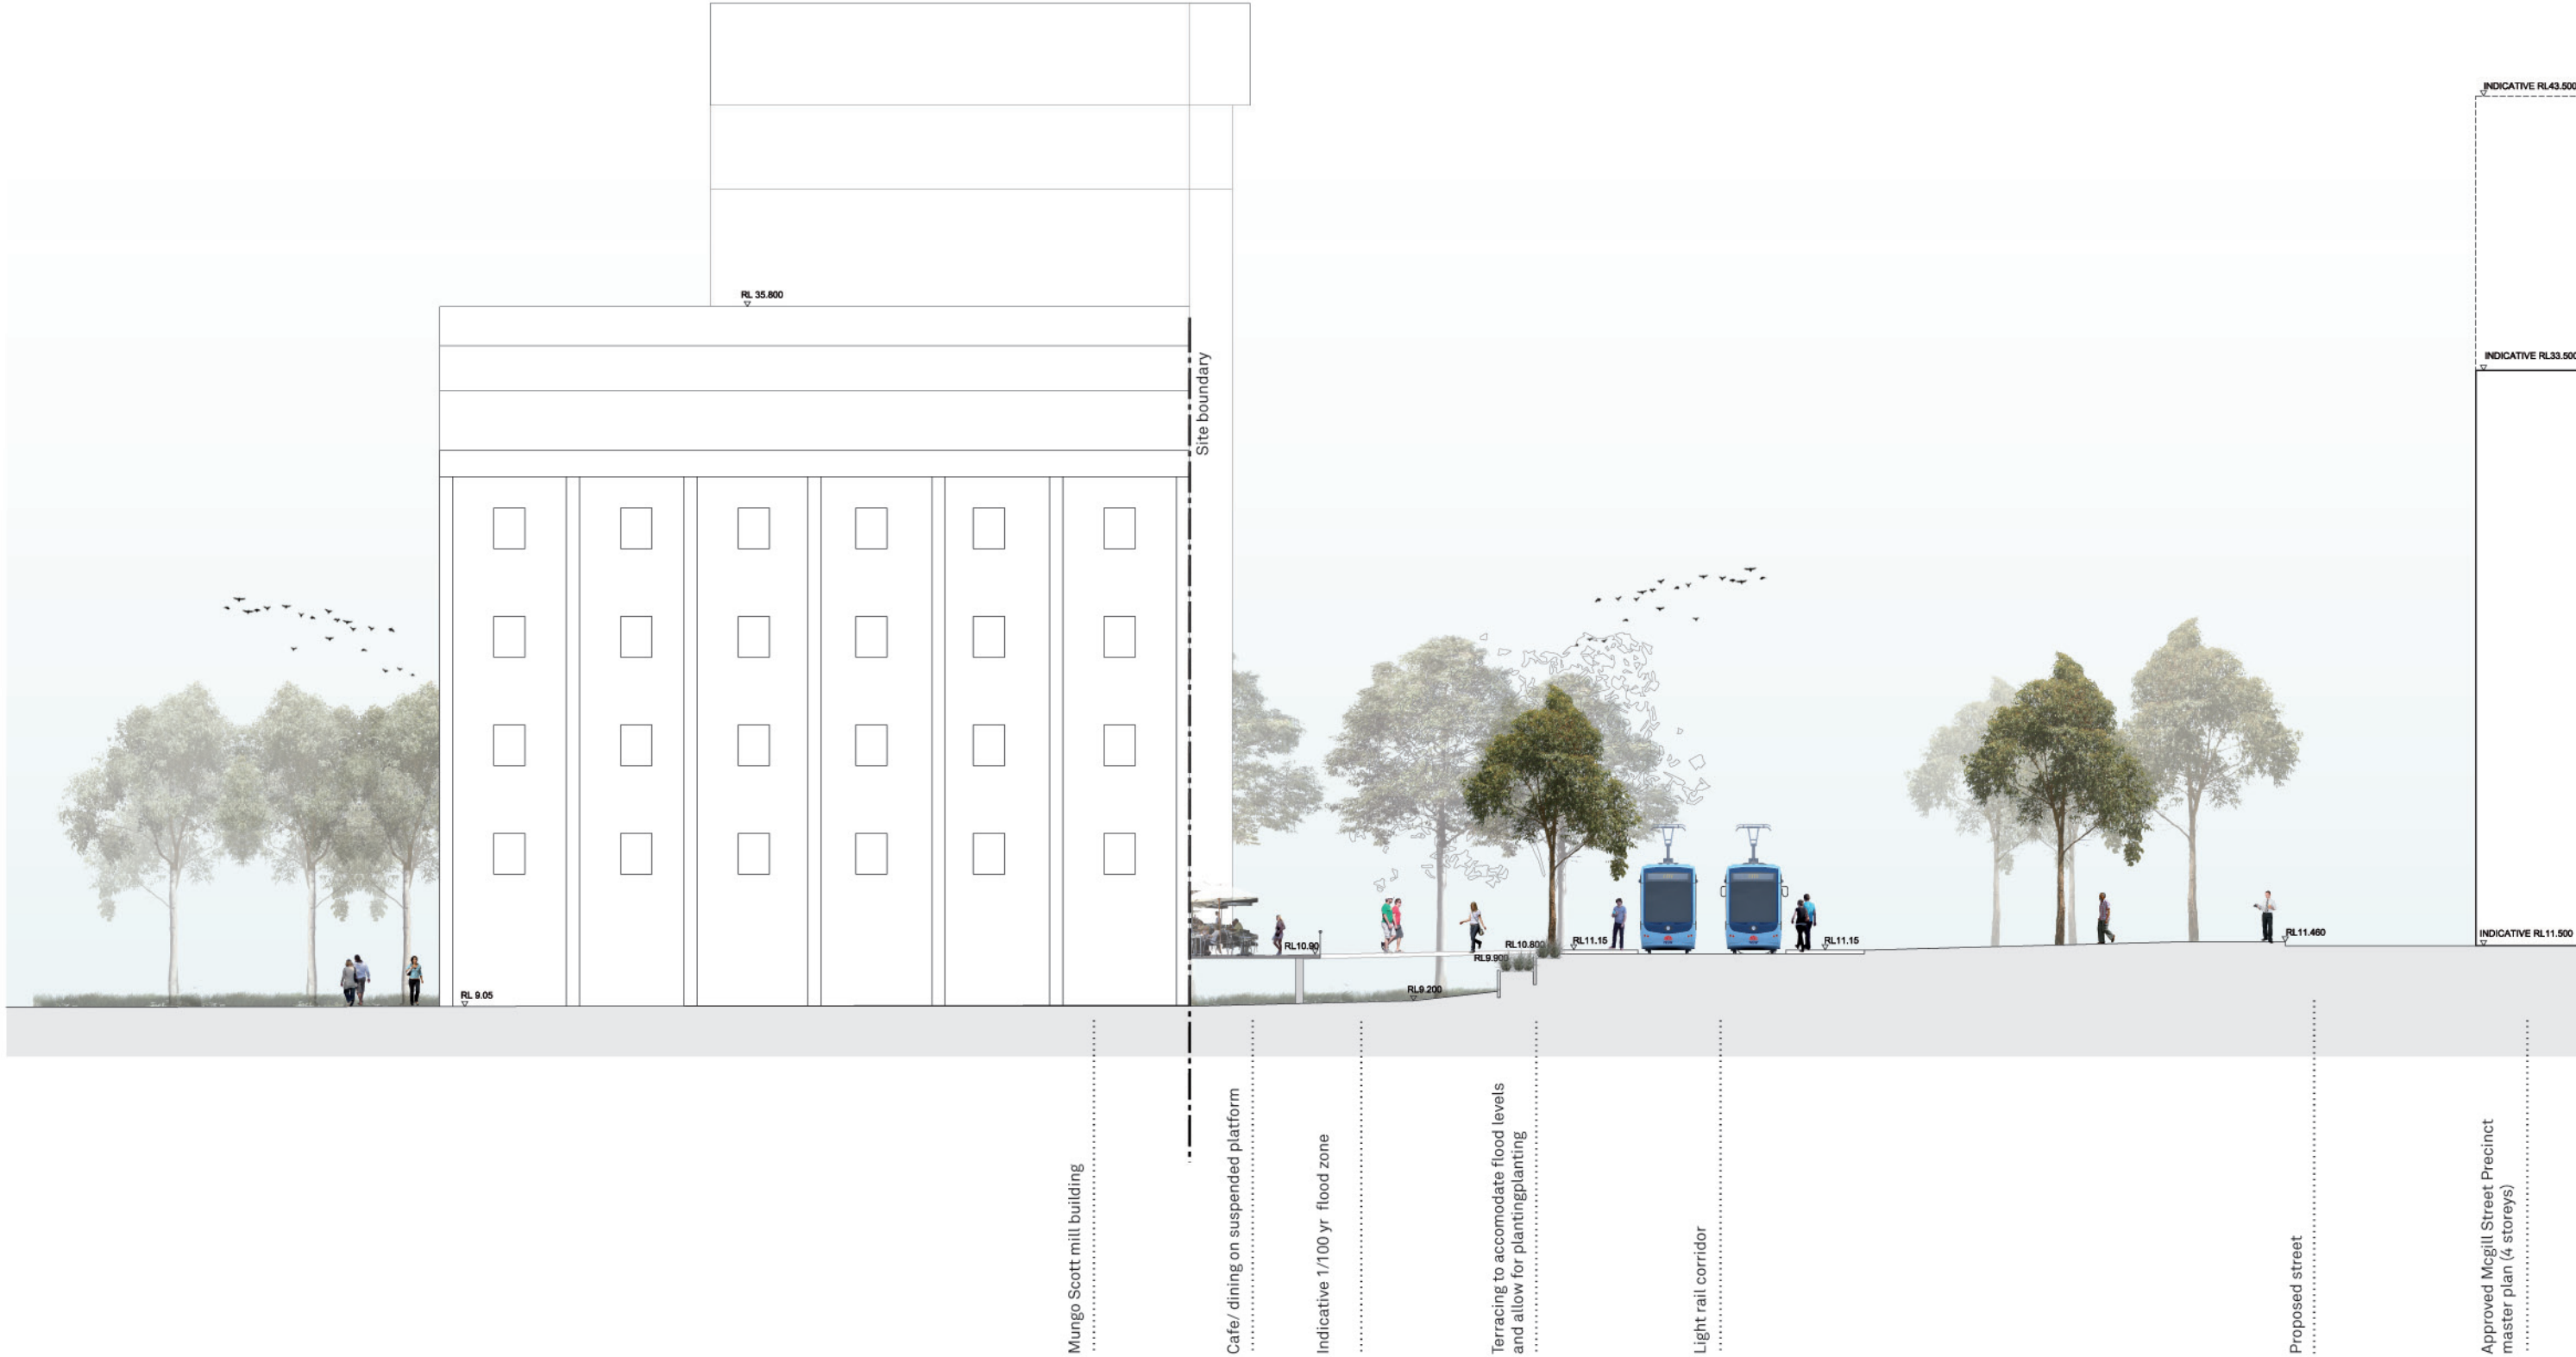 INDICATIVE RL43.500
RL 35.800
INDICATIVE RL33.500
Site boundary
RL 9.05
RL10.90
RL9.200
RL9.900
RL10.800
RL11.15
RL11.15
RL11.460
INDICATIVE RL11.500
Mungo Scott mill building
Cafe/ dining on suspended platform
Indicative 1/100 yr flood zone
Terracing to accomodate flood levels
and allow for plantingplanting
Light rail corridor
Proposed street
Approved Mcgill Street Precinct
master plan (4 storeys)